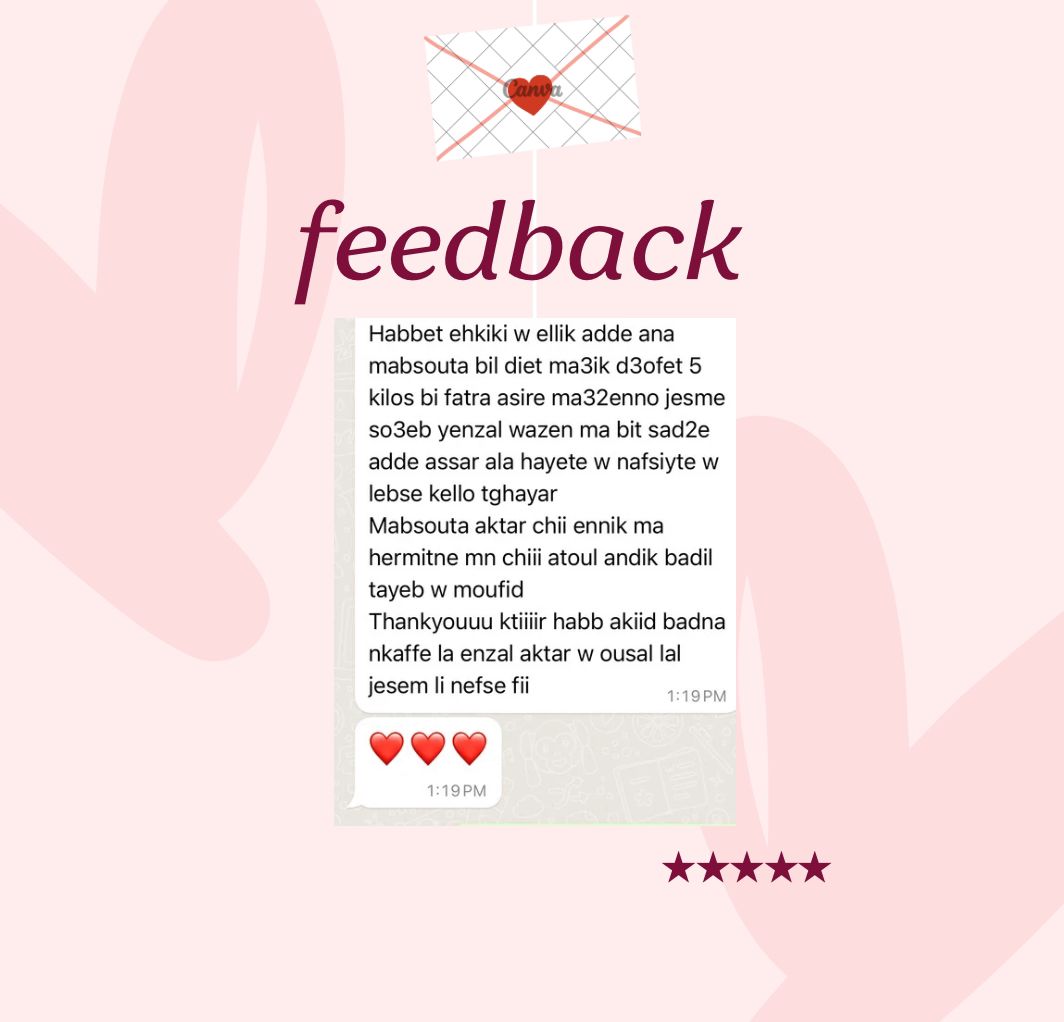 Canva
feedback
Habbet ehkiki w ellik adde ana
mabsouta bil diet ma3ik d3ofet 5
kilos bi fatra asire ma32enno jesme
so3eb yenzal wazen ma bit sad2e
adde assar ala hayete w nafsiyte w
lebse kello tghayar
Mabsouta aktar chii ennik ma
hermitne mn chiii atoul andik badil
tayeb w moufid
Thankyouuu ktiiiir habb akiid badna
nkaffe la enzal aktar w ousal lal
jesem li nefse fii
1:19 PM
❤️❤️❤️
1:19 PM
★★★★★